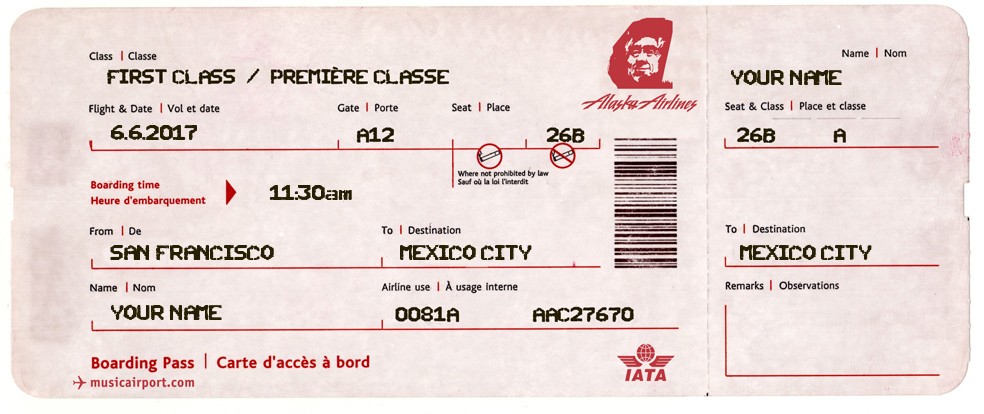 Class | Classe
FIRST CLASS / PREMIÈRE CLASSE
Flight & Date | Vol et date
6.6.2017
Gate | Porte
A12
Seat | Place
26B
Where not prohibited by law
Sauf où la loi l'interdit
Boarding time
Heure d'embarquement
11:30am
From | De
SAN FRANCISCO
To | Destination
MEXICO CITY
Name | Nom
YOUR NAME
Airline use | À usage interne
0081A AAC27670
Boarding Pass | Carte d'accès à bord
musicairport.com
Alaska Airlines
IATA
Name | Nom
YOUR NAME
Seat & Class | Place et classe
26B A
To | Destination
MEXICO CITY
Remarks | Observations